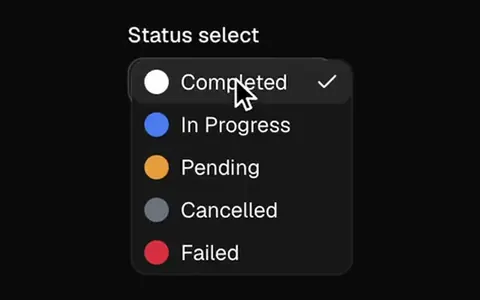 Status select
Completed
In Progress
Pending
Cancelled
Failed